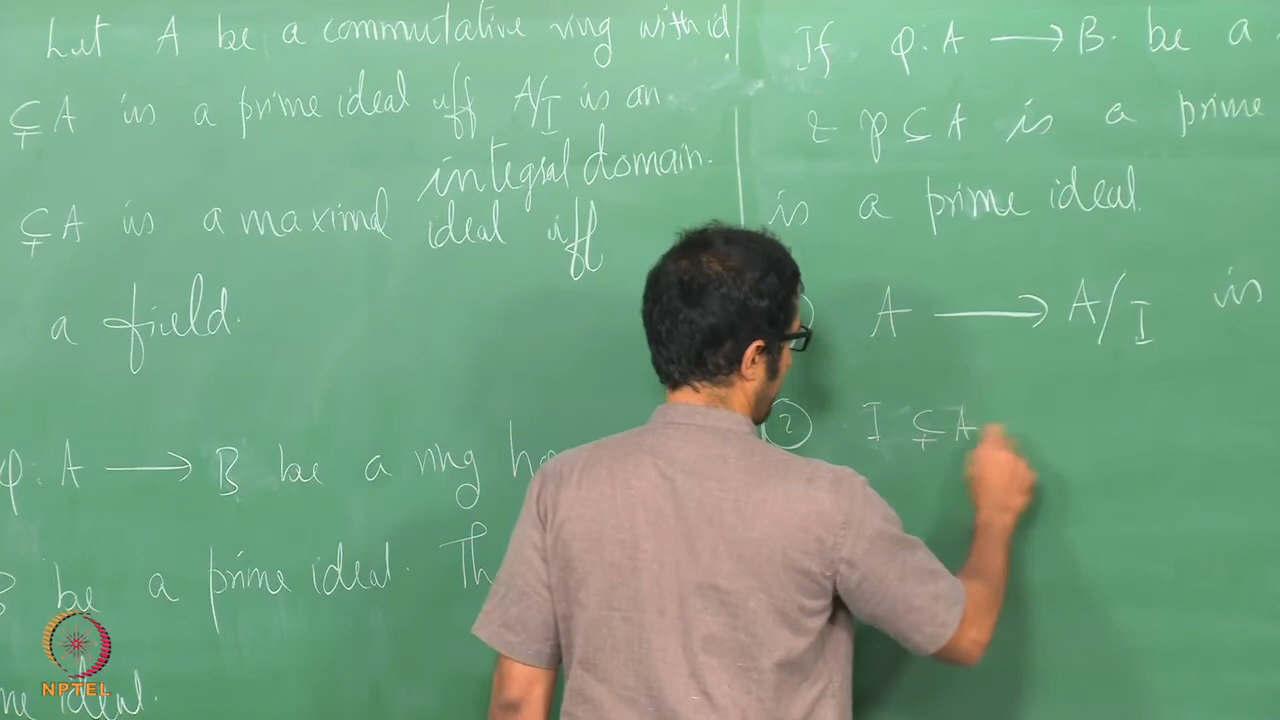 Let A be a commutative ring with id
⊊ A is a prime ideal iff A/I is an
integral domain.
⊊ A is a maximal ideal iff
a field.
φ: A → B be a ring ho
be a prime ideal. Th
ideal.
If φ: A → B be a
& p ⊆ A is a prime
is a prime ideal
A → A/I is
② I ⊊ A
NPTEL